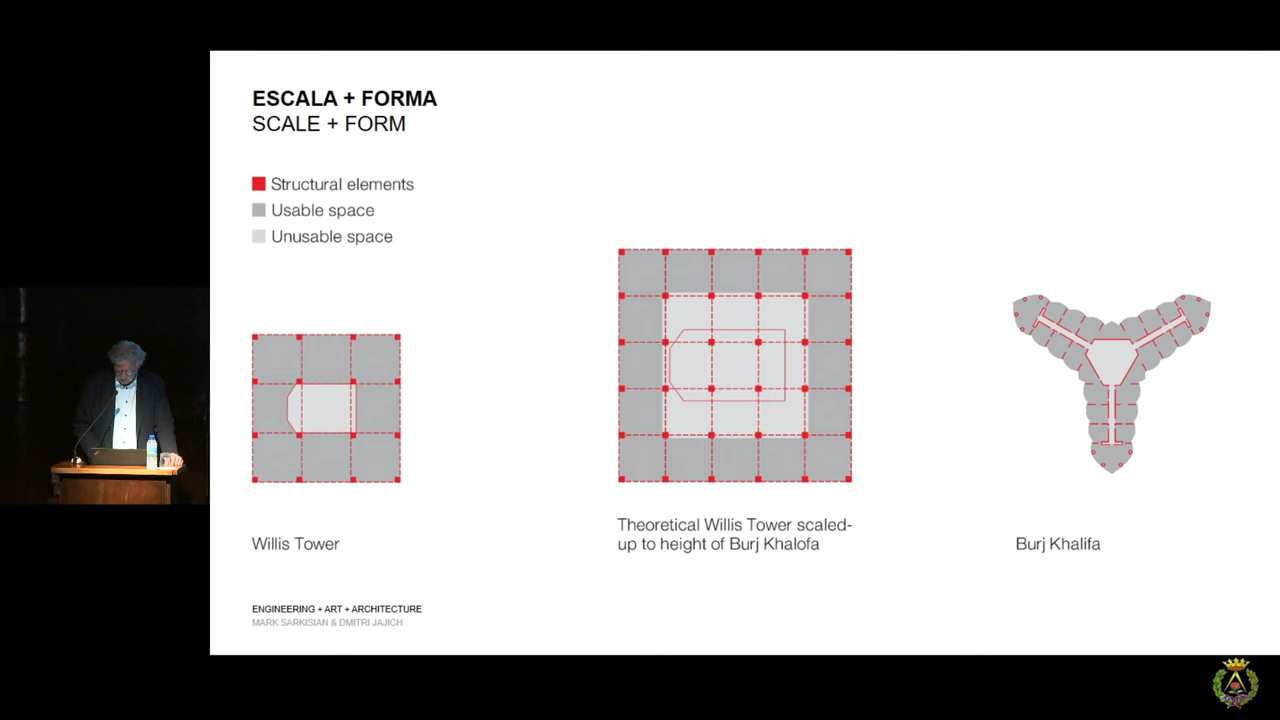 ESCALA + FORMA
SCALE + FORM
Structural elements
Usable space
Unusable space
Willis Tower
Theoretical Willis Tower scaled-
up to height of Burj Khalofa
Burj Khalifa
ENGINEERING + ART + ARCHITECTURE
MARK SARKISIAN & DMITRI JAJICH